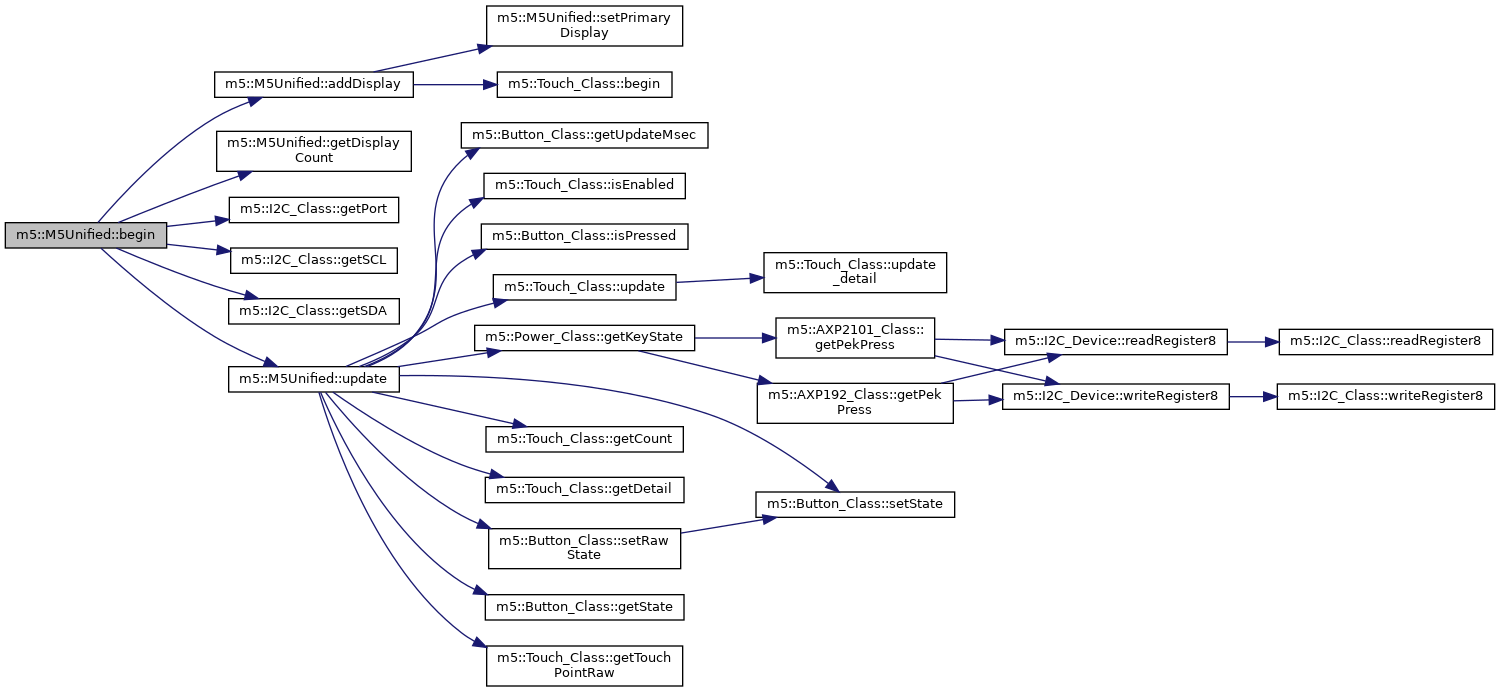 m5::M5Unified::setPrimary
Display
m5::M5Unified::addDisplay
m5::Touch_Class::begin
m5::Button_Class::getUpdateMsec
m5::M5Unified::getDisplay
Count
m5::Touch_Class::isEnabled
m5::I2C_Class::getPort
m5::M5Unified::begin
m5::Button_Class::isPressed
m5::I2C_Class::getSCL
m5::Touch_Class::update
_detail
m5::Touch_Class::update
m5::I2C_Class::getSDA
m5::Power_Class::getKeyState
m5::AXP2101_Class::
getPekPress
m5::I2C_Device::readRegister8
m5::I2C_Class::readRegister8
m5::M5Unified::update
m5::AXP192_Class::getPek
Press
m5::I2C_Device::writeRegister8
m5::I2C_Class::writeRegister8
m5::Touch_Class::getCount
m5::Touch_Class::getDetail
m5::Button_Class::setState
m5::Button_Class::setRaw
State
m5::Button_Class::getState
m5::Touch_Class::getTouch
PointRaw